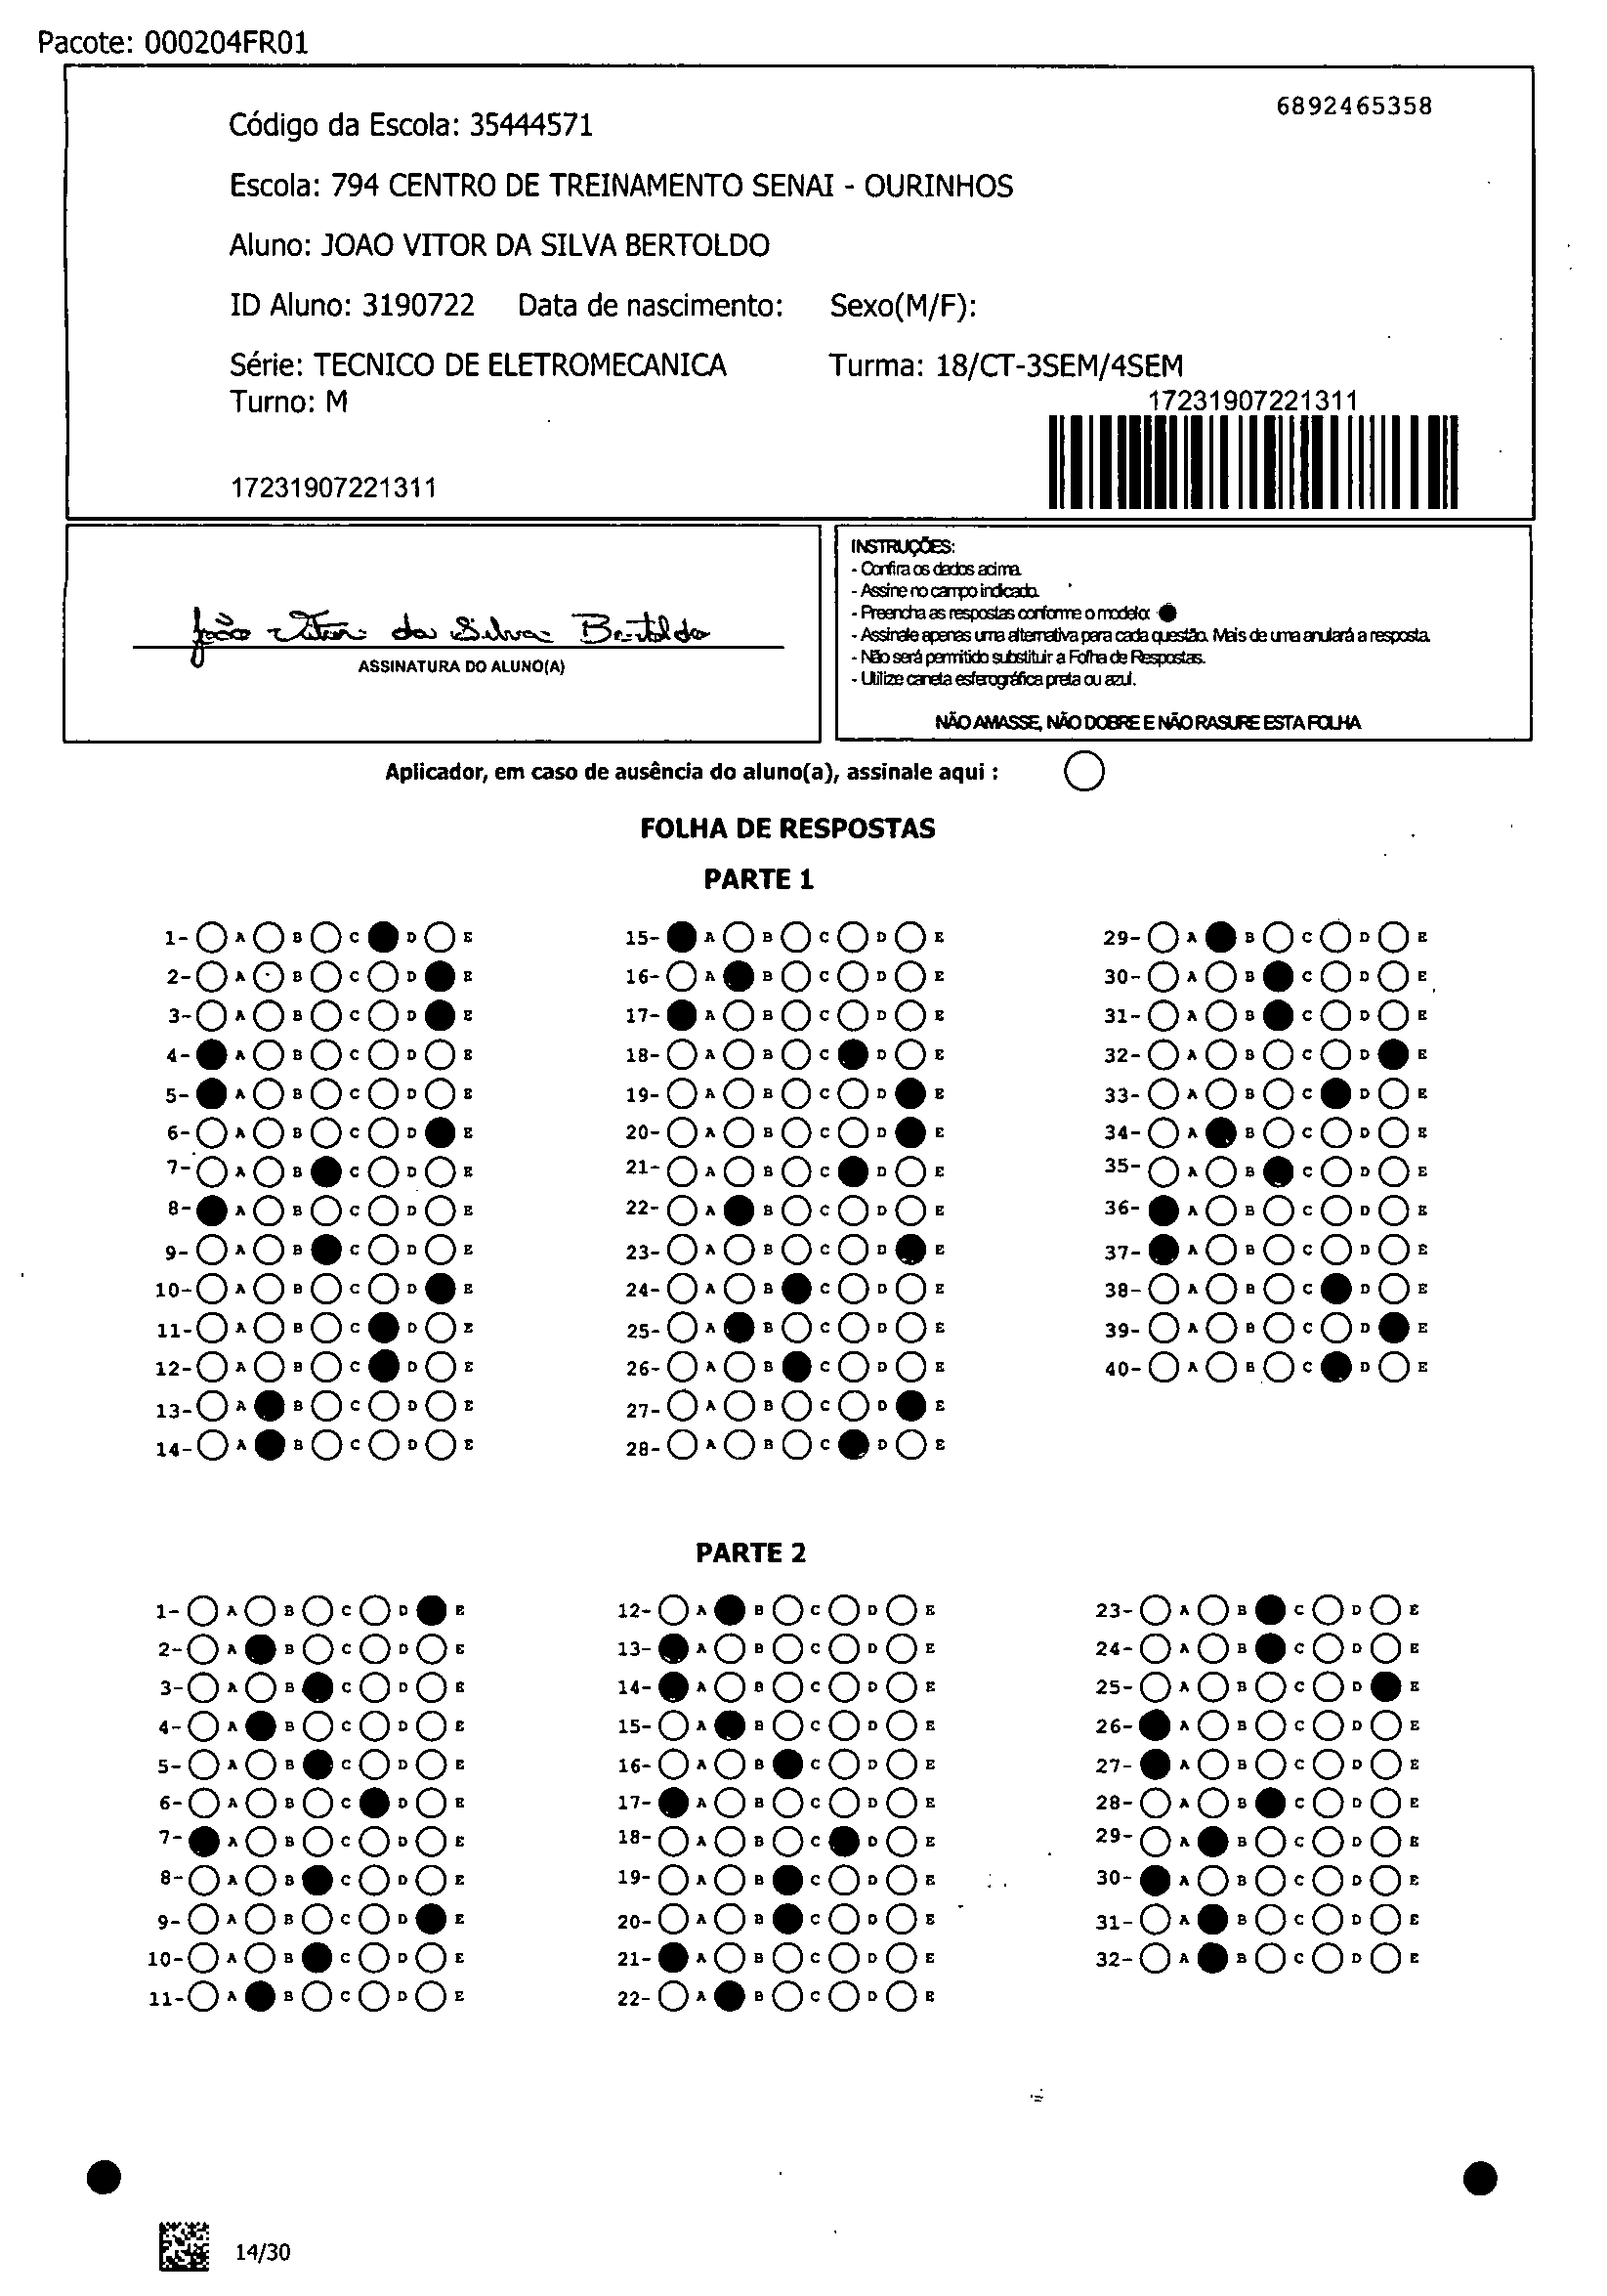 Pacote: 000204FR01
6892465358
Código da Escola: 35444571
Escola: 794 CENTRO DE TREINAMENTO SENAI - OURINHOS
Aluno: JOAO VITOR DA SILVA BERTOLDO
ID Aluno: 3190722 Data de nascimento: Sexo(M/F):
Série: TECNICO DE ELETROMECANICA Turma: 18/CT-3SEM/4SEM
Turno: M
17231907221311
17231907221311
João Vitor da Silva Bertoldo
ASSINATURA DO ALUNO(A)
INSTRUÇÕES:
- Confira os dados acima.
- Assine no campo indicado.
- Preencha as respostas conforme o modelo:
- Assinale apenas uma alternativa para cada questão. Mais de uma anulará a resposta.
- Não será permitido substituir a Folha de Respostas.
- Utilize caneta esferográfica preta ou azul.
NÃO AMASSE, NÃO DOBRE E NÃO RASURE ESTA FOLHA
Aplicador, em caso de ausência do aluno(a), assinale aqui :
FOLHA DE RESPOSTAS
PARTE 1
1- A B C D E 15- A B C D E 29- A B C D E
2- A B C D E 16- A B C D E 30- A B C D E
3- A B C D E 17- A B C D E 31- A B C D E
4- A B C D E 18- A B C D E 32- A B C D E
5- A B C D E 19- A B C D E 33- A B C D E
6- A B C D E 20- A B C D E 34- A B C D E
7- A B C D E 21- A B C D E 35- A B C D E
8- A B C D E 22- A B C D E 36- A B C D E
9- A B C D E 23- A B C D E 37- A B C D E
10- A B C D E 24- A B C D E 38- A B C D E
11- A B C D E 25- A B C D E 39- A B C D E
12- A B C D E 26- A B C D E 40- A B C D E
13- A B C D E 27- A B C D E
14- A B C D E 28- A B C D E
PARTE 2
1- A B C D E 12- A B C D E 23- A B C D E
2- A B C D E 13- A B C D E 24- A B C D E
3- A B C D E 14- A B C D E 25- A B C D E
4- A B C D E 15- A B C D E 26- A B C D E
5- A B C D E 16- A B C D E 27- A B C D E
6- A B C D E 17- A B C D E 28- A B C D E
7- A B C D E 18- A B C D E 29- A B C D E
8- A B C D E 19- A B C D E 30- A B C D E
9- A B C D E 20- A B C D E 31- A B C D E
10- A B C D E 21- A B C D E 32- A B C D E
11- A B C D E 22- A B C D E
14/30